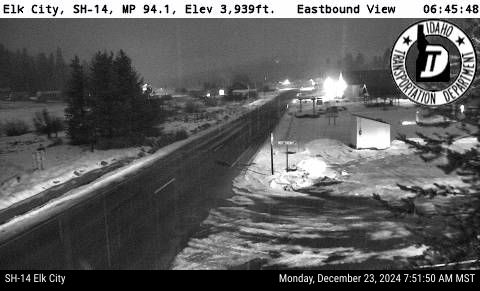 Elk City, SH-14, MP 94.1, Elev 3,939ft. Eastbound View 06:45:48
IDAHO
TRANSPORTATION DEPARTMENT
SH-14 Elk City Monday, December 23, 2024 7:51:50 AM MST